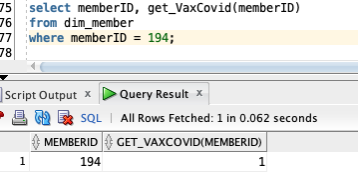 75 select memberID, get_VaxCovid(memberID)
76 from dim_member
77 where memberID = 194;
78
Script Output x Query Result x
SQL | All Rows Fetched: 1 in 0.062 seconds
MEMBERID GET_VAXCOVID(MEMBERID)
1 194 1